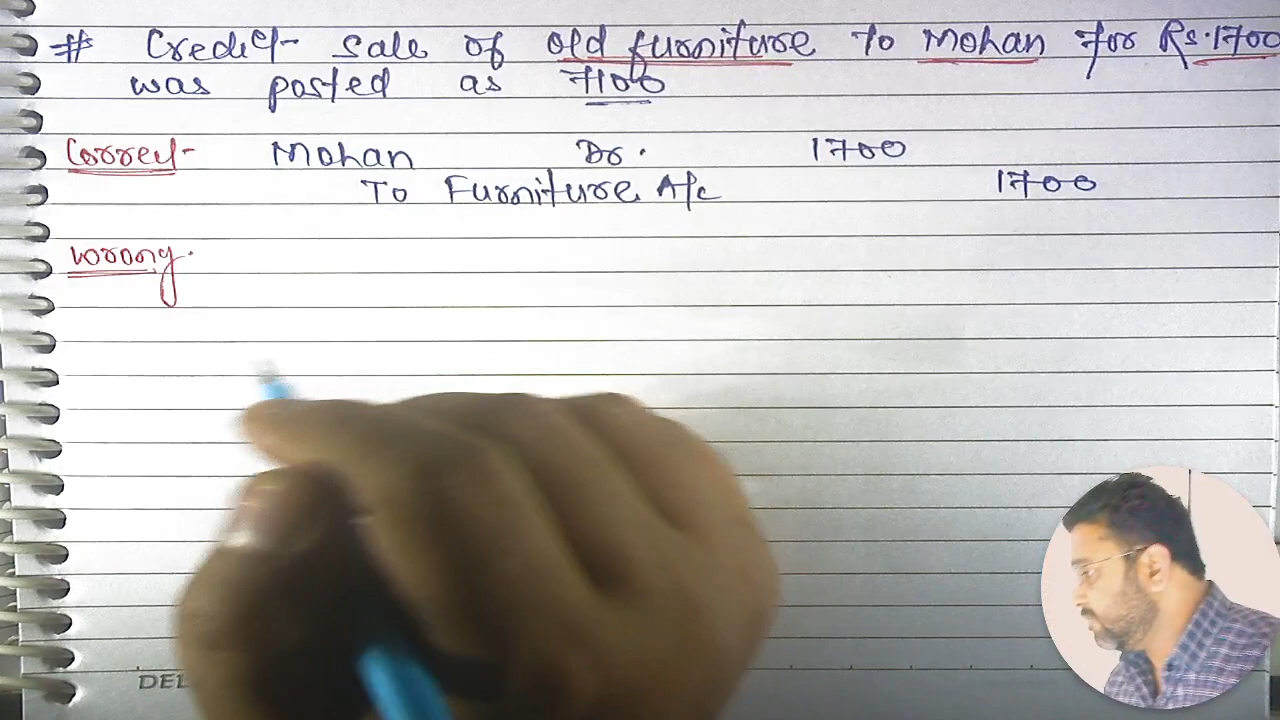 # Credit- sale of old furniture to Mohan for Rs.1700
was posted as 7100
Correct- Mohan Dr. 1700
To Furniture A/c 1700
Wrong.
DEL